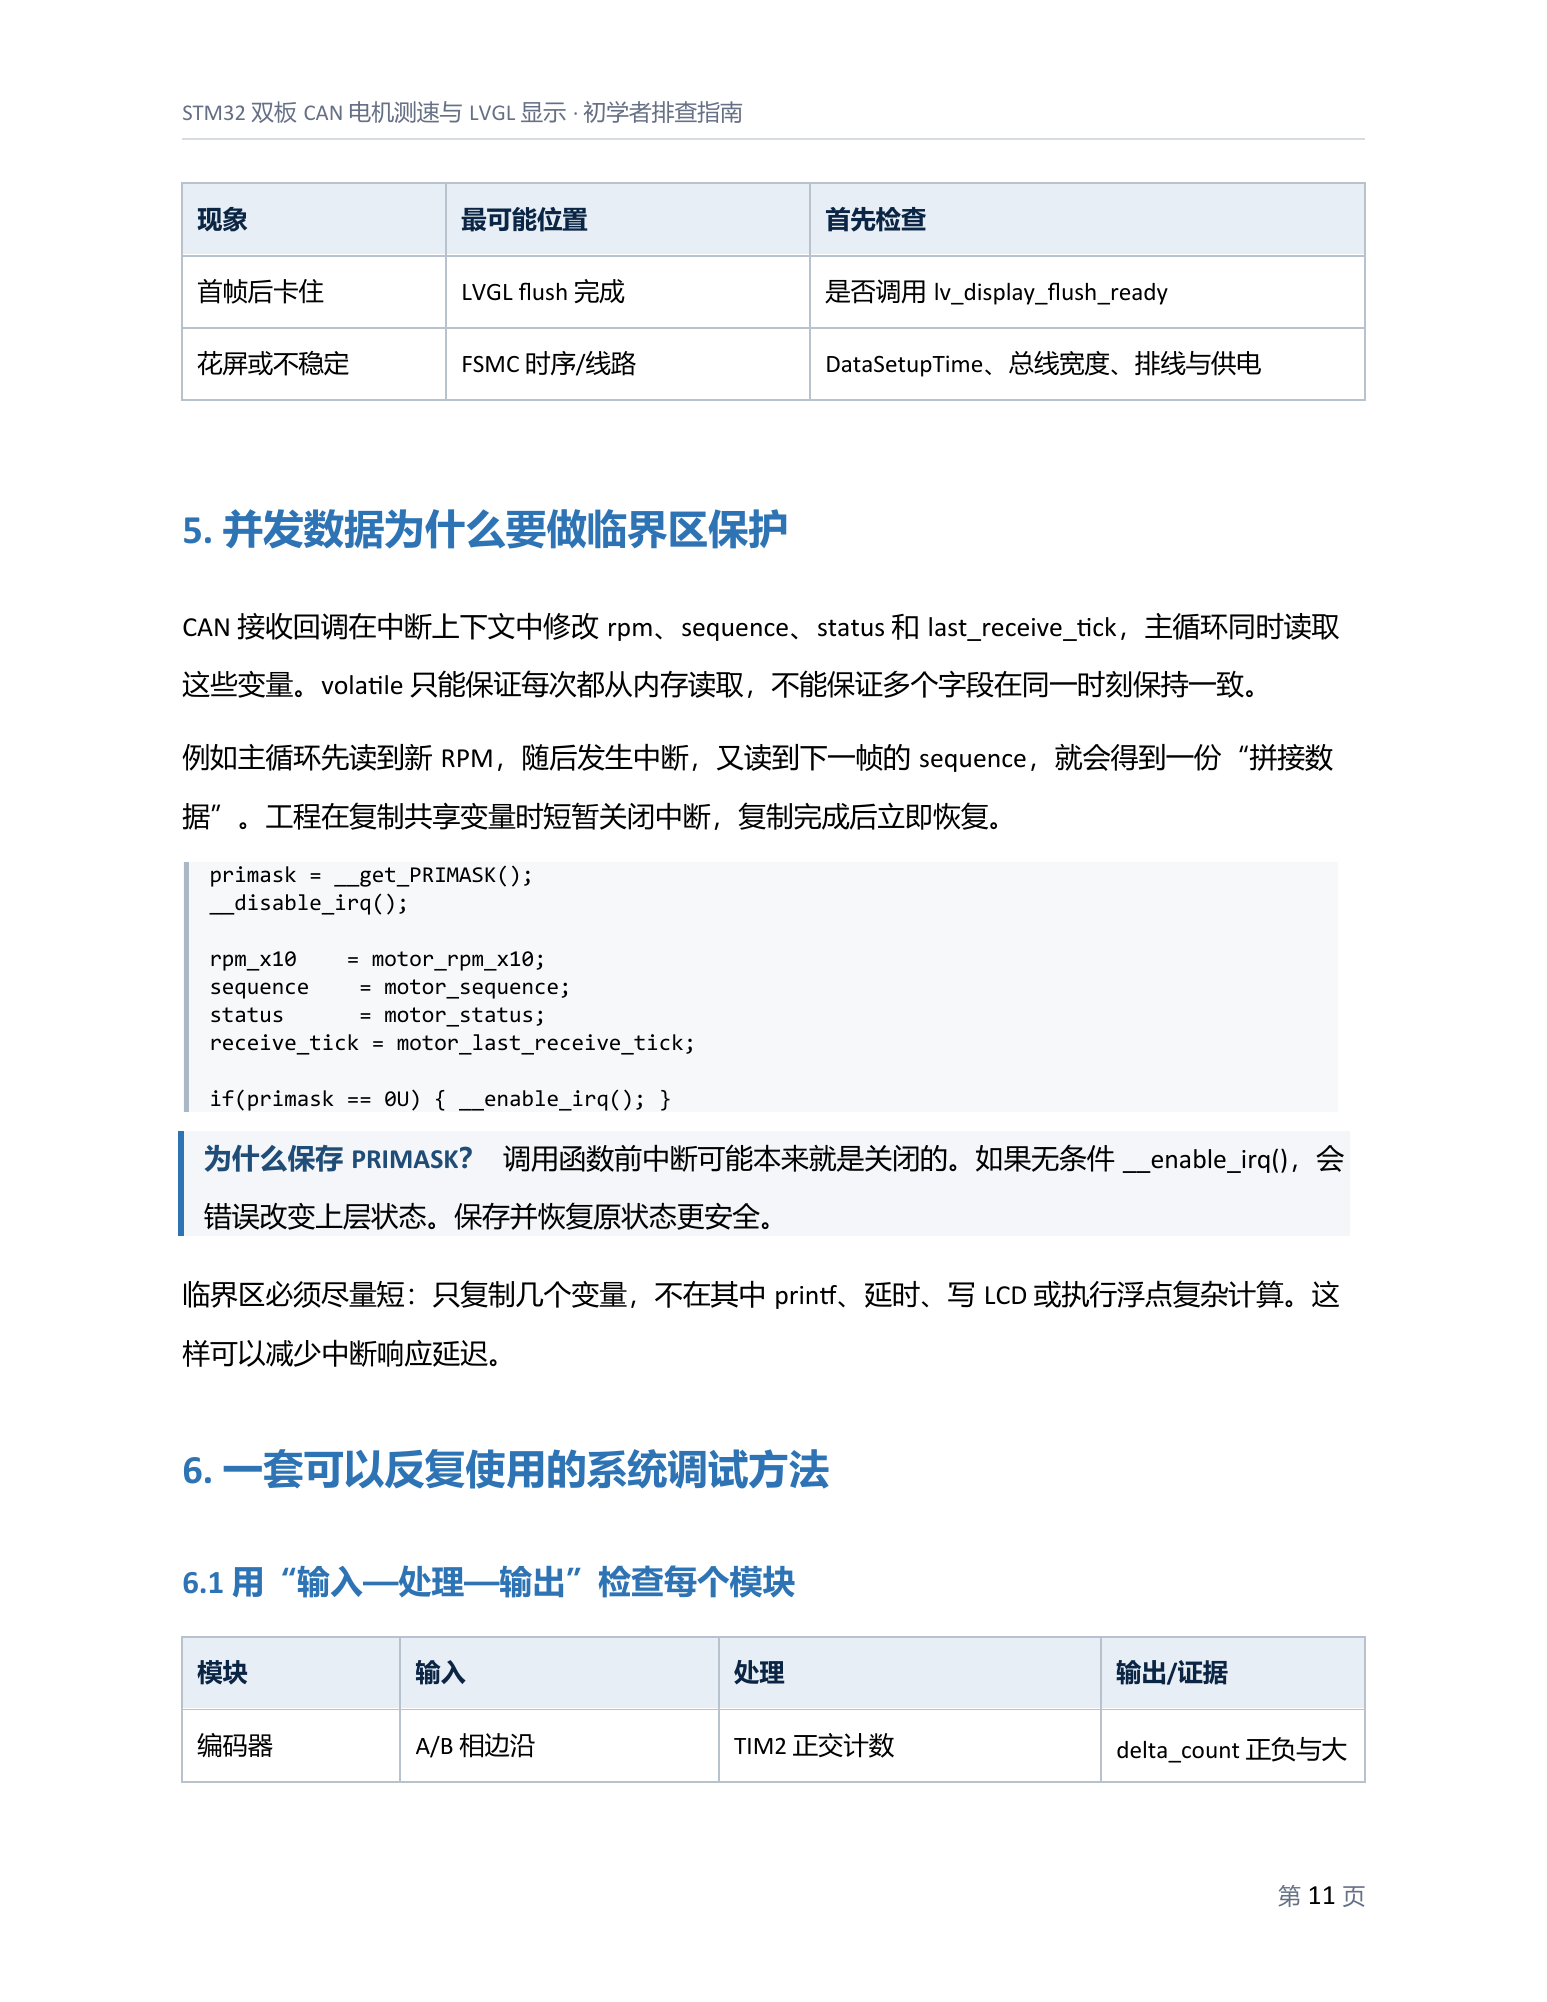 STM32 双板 CAN 电机测速与 LVGL 显示 · 初学者排查指南
现象 最可能位置 首先检查
首帧后卡住 LVGL flush 完成 是否调用 lv_display_flush_ready
花屏或不稳定 FSMC 时序/线路 DataSetupTime、总线宽度、排线与供电
5. 并发数据为什么要做临界区保护
CAN 接收回调在中断上下文中修改 rpm、sequence、status 和 last_receive_tick，主循环同时读取
这些变量。volatile 只能保证每次都从内存读取，不能保证多个字段在同一时刻保持一致。
例如主循环先读到新 RPM，随后发生中断，又读到下一帧的 sequence，就会得到一份“拼接数
据”。工程在复制共享变量时短暂关闭中断，复制完成后立即恢复。
primask = __get_PRIMASK();
__disable_irq();
rpm_x10    = motor_rpm_x10;
sequence    = motor_sequence;
status      = motor_status;
receive_tick = motor_last_receive_tick;
if(primask == 0U) { __enable_irq(); }
为什么保存 PRIMASK？ 调用函数前中断可能本来就是关闭的。如果无条件 __enable_irq()，会
错误改变上层状态。保存并恢复原状态更安全。
临界区必须尽量短：只复制几个变量，不在其中 printf、延时、写 LCD 或执行浮点复杂计算。这
样可以减少中断响应延迟。
6. 一套可以反复使用的系统调试方法
6.1 用“输入—处理—输出”检查每个模块
模块 输入 处理 输出/证据
编码器 A/B 相边沿 TIM2 正交计数 delta_count 正负与大
第 11 页